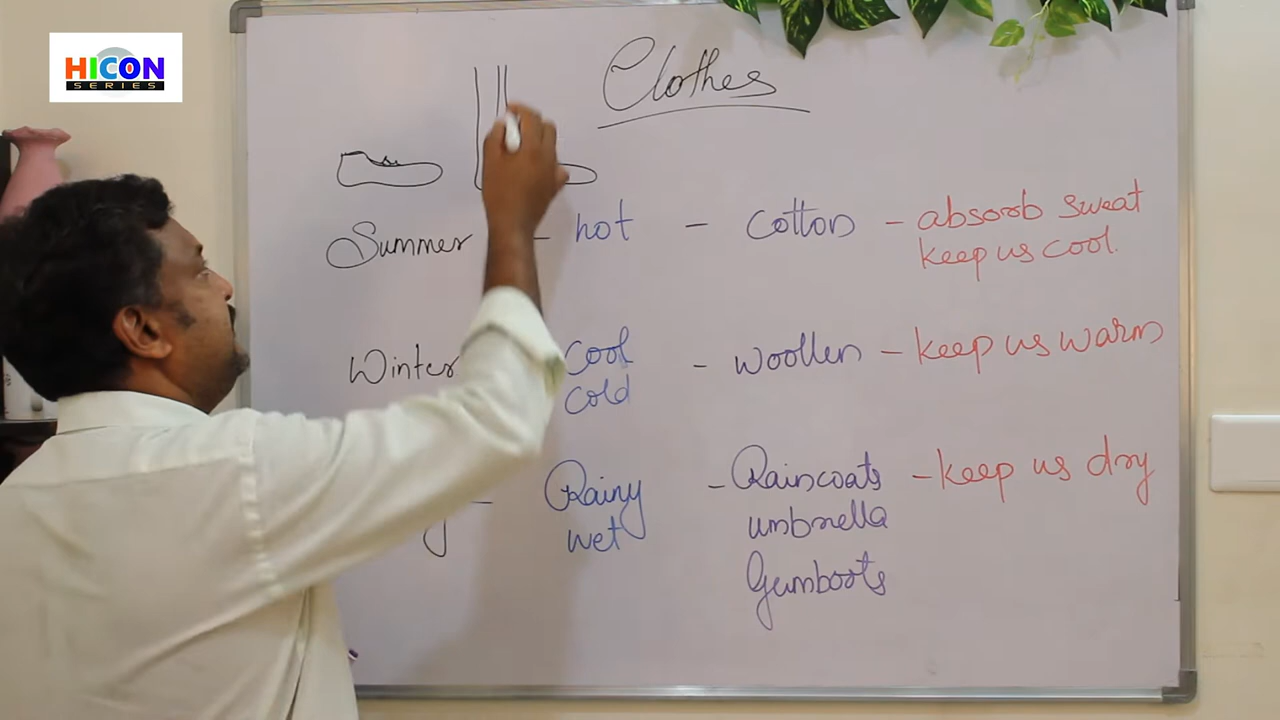 HICON
SERIES
Clothes
Summer - hot - cotton - absorb sweat
keep us cool.
Winter cool - woollen - keep us warm
cold
- Rainy - Raincoats - keep us dry
wet umbrella
Gumboots